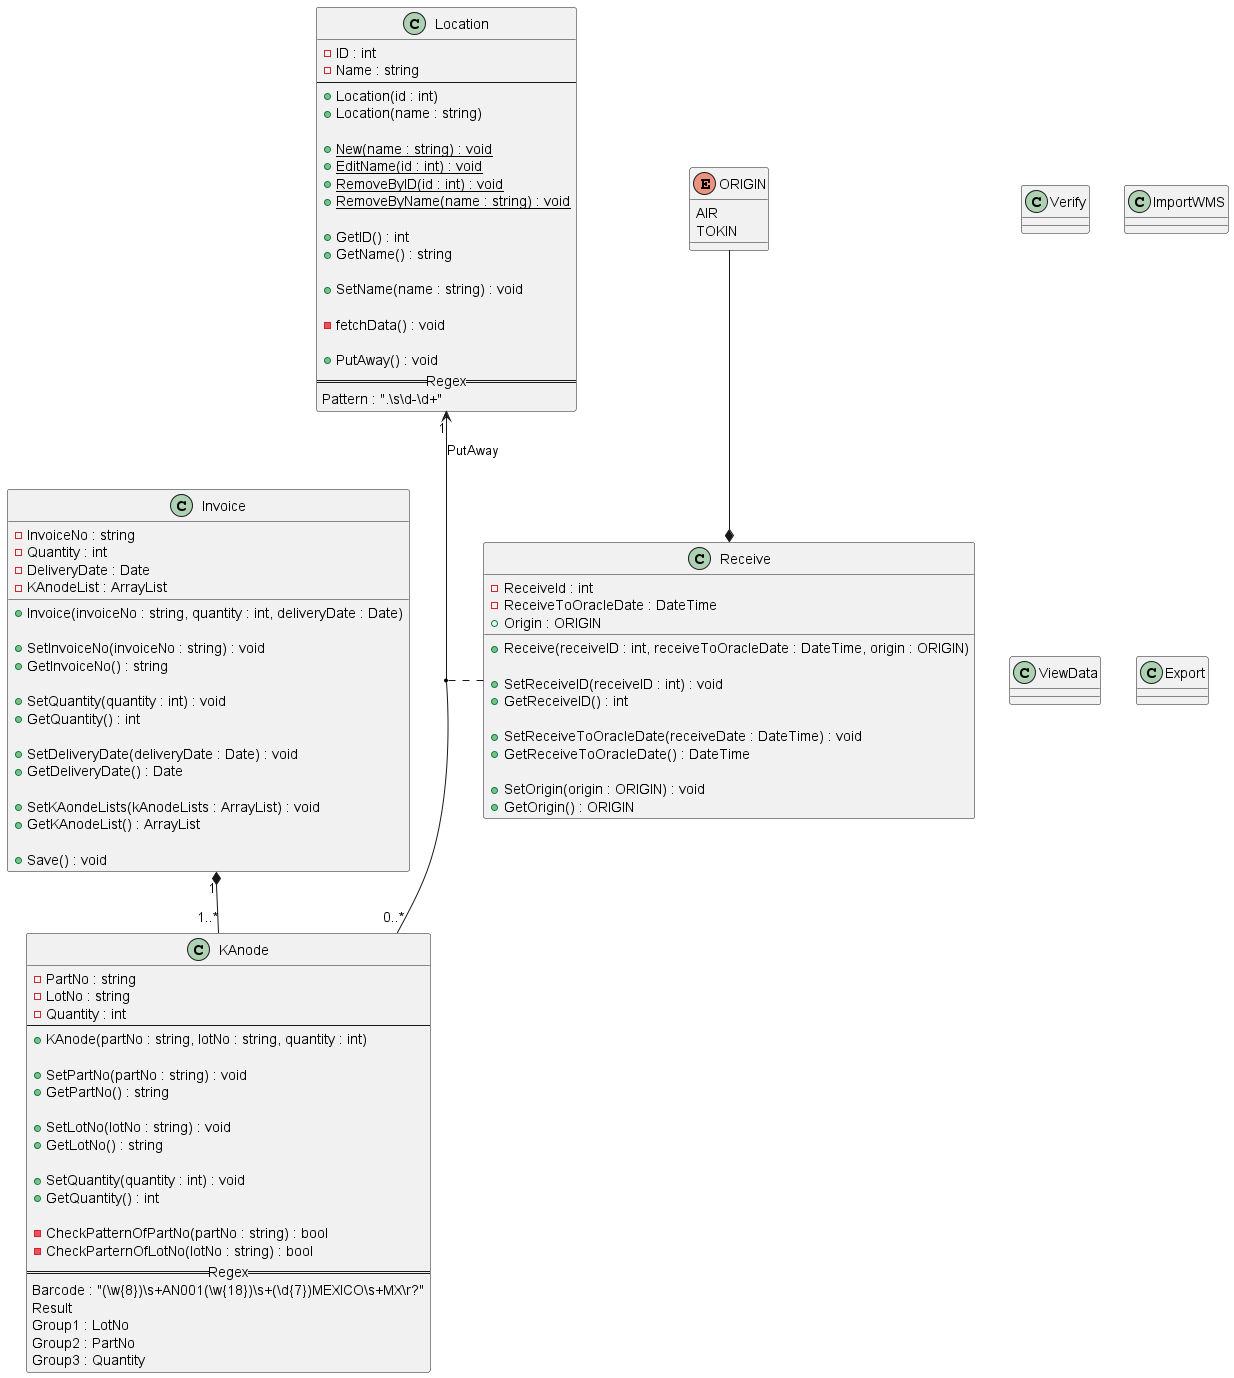 C Location
ID : int
Name : string
Location(id : int)
Location(name : string)
New(name : string) : void
EditName(id : int) : void
RemoveByID(id : int) : void
RemoveByName(name : string) : void
GetID() : int
GetName() : string
SetName(name : string) : void
fetchData() : void
PutAway() : void
Regex
Pattern : ".\s\d-\d+"
E ORIGIN
AIR
TOKIN
C Verify
C ImportWMS
1
PutAway
C Invoice
InvoiceNo : string
Quantity : int
DeliveryDate : Date
KAnodeList : ArrayList
Invoice(invoiceNo : string, quantity : int, deliveryDate : Date)
SetInvoiceNo(invoiceNo : string) : void
GetInvoiceNo() : string
SetQuantity(quantity : int) : void
GetQuantity() : int
SetDeliveryDate(deliveryDate : Date) : void
GetDeliveryDate() : Date
SetKAondeLists(kAnodeLists : ArrayList) : void
GetKAnodeList() : ArrayList
Save() : void
C Receive
ReceiveId : int
ReceiveToOracleDate : DateTime
Origin : ORIGIN
Receive(receiveID : int, receiveToOracleDate : DateTime, origin : ORIGIN)
SetReceiveID(receiveID : int) : void
GetReceiveID() : int
SetReceiveToOracleDate(receiveDate : DateTime) : void
GetReceiveToOracleDate() : DateTime
SetOrigin(origin : ORIGIN) : void
GetOrigin() : ORIGIN
C ViewData
C Export
1
1..*
0..*
C KAnode
PartNo : string
LotNo : string
Quantity : int
KAnode(partNo : string, lotNo : string, quantity : int)
SetPartNo(partNo : string) : void
GetPartNo() : string
SetLotNo(lotNo : string) : void
GetLotNo() : string
SetQuantity(quantity : int) : void
GetQuantity() : int
CheckPatternOfPartNo(partNo : string) : bool
CheckParternOfLotNo(lotNo : string) : bool
Regex
Barcode : "(\w{8})\s+AN001(\w{18})\s+(\d{7})MEXICO\s+MX\r?"
Result
Group1 : LotNo
Group2 : PartNo
Group3 : Quantity